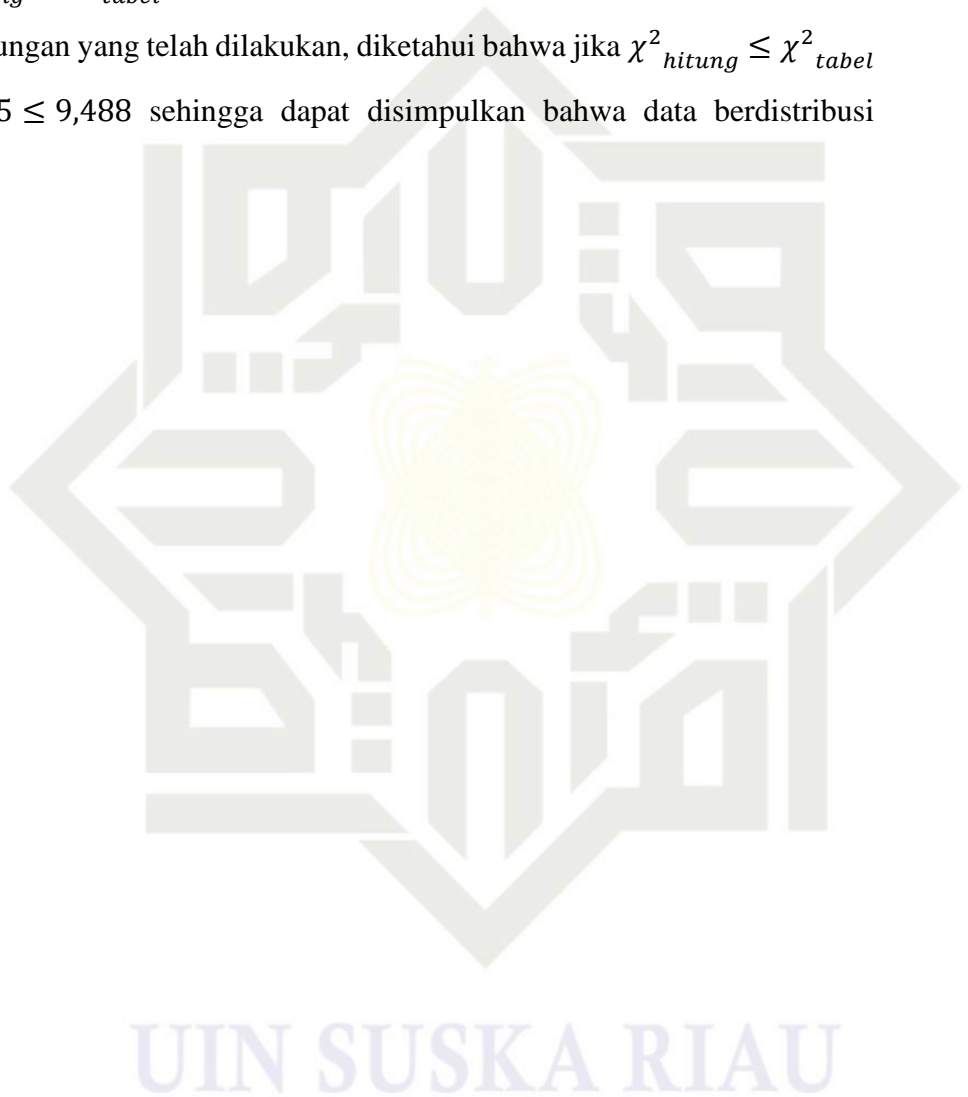 tabel
ungan yang telah dilakukan, diketahui bahwa jika χ²hitung ≤ χ²tabel
5 ≤ 9,488 sehingga dapat disimpulkan bahwa data berdistribusi
UIN SUSKA RIAU